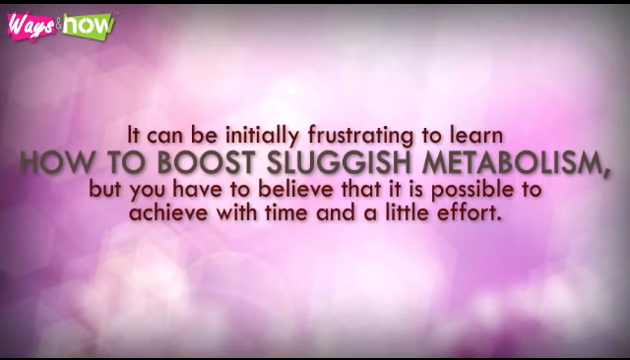 Ways & how
It can be initially frustrating to learn
HOW TO BOOST SLUGGISH METABOLISM,
but you have to believe that it is possible to
achieve with time and a little effort.